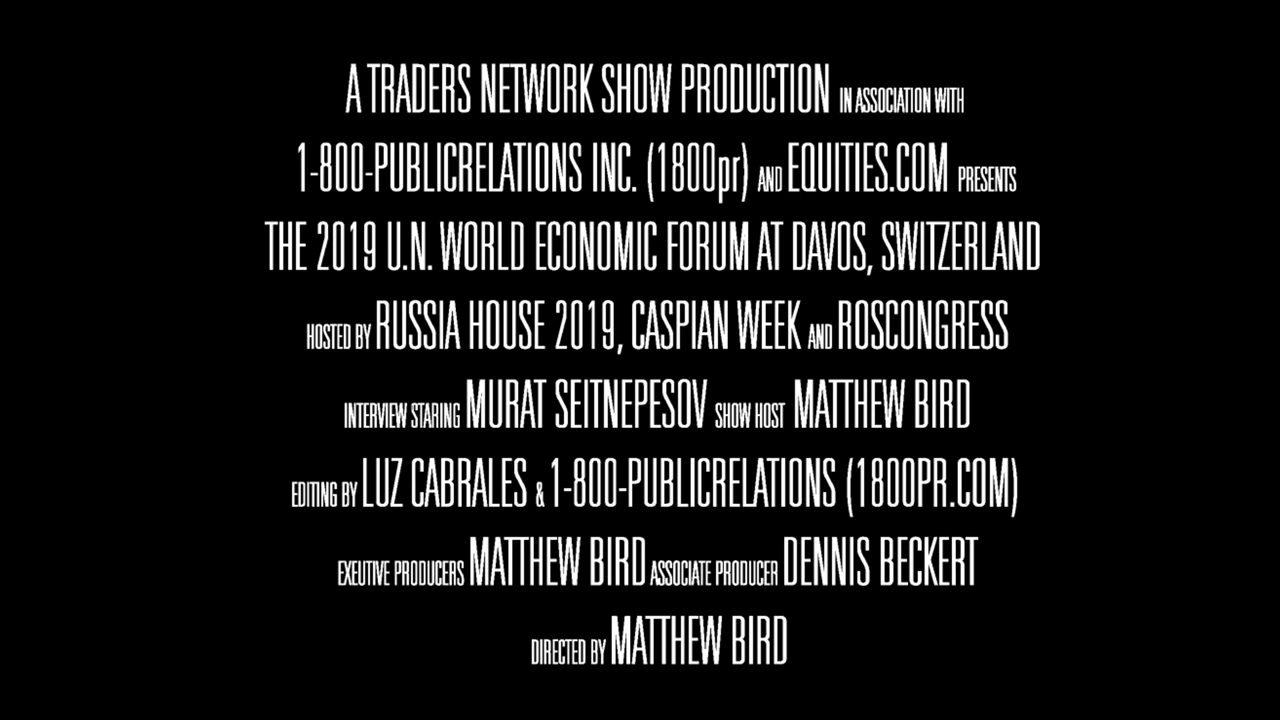 A TRADERS NETWORK SHOW PRODUCTION IN ASSOCIATION WITH
1-800-PUBLICRELATIONS INC. (1800pr) AND EQUITIES.COM PRESENTS
THE 2019 U.N. WORLD ECONOMIC FORUM AT DAVOS, SWITZERLAND
HOSTED BY RUSSIA HOUSE 2019, CASPIAN WEEK AND ROSCONGRESS
INTERVIEW STARING MURAT SEITNEPESOV SHOW HOST MATTHEW BIRD
EDITING BY LUZ CABRALES & 1-800-PUBLICRELATIONS (1800PR.COM)
EXEUTIVE PRODUCERS MATTHEW BIRD ASSOCIATE PRODUCER DENNIS BECKERT
DIRECTED BY MATTHEW BIRD